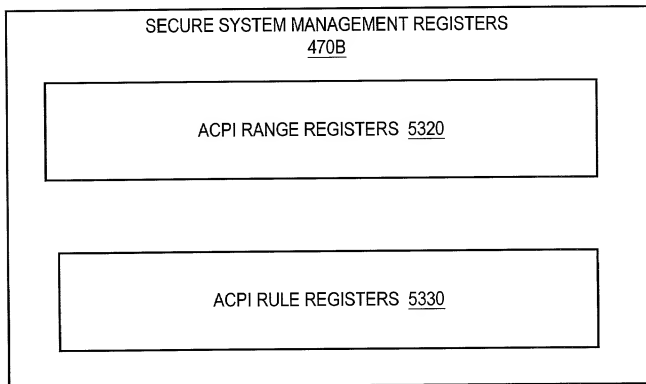 SECURE SYSTEM MANAGEMENT REGISTERS
470B
ACPI RANGE REGISTERS 5320
ACPI RULE REGISTERS 5330